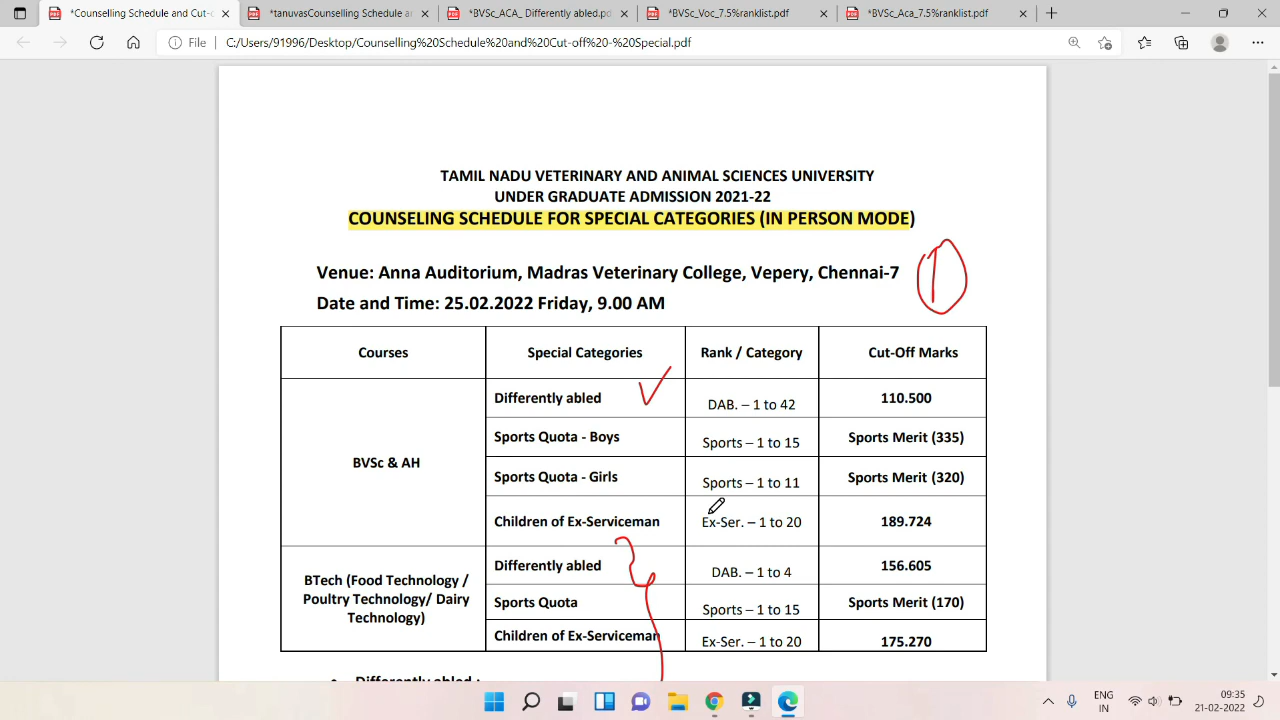 *Counselling Schedule and Cut-o
*tanuvasCounselling Schedule ar
*BVSc_ACA_ Differently abled.pd
*BVSc_Voc_7.5%ranklist.pdf
*BVSc_Aca_7.5%ranklist.pdf
File
C:/Users/91996/Desktop/Counselling%20Schedule%20and%20Cut-off%20-%20Special.pdf
TAMIL NADU VETERINARY AND ANIMAL SCIENCES UNIVERSITY
UNDER GRADUATE ADMISSION 2021-22
COUNSELING SCHEDULE FOR SPECIAL CATEGORIES (IN PERSON MODE)
Venue: Anna Auditorium, Madras Veterinary College, Vepery, Chennai-7
Date and Time: 25.02.2022 Friday, 9.00 AM
Courses Special Categories Rank / Category Cut-Off Marks
BVSc & AH
Differently abled DAB. – 1 to 42 110.500
Sports Quota - Boys Sports – 1 to 15 Sports Merit (335)
Sports Quota - Girls Sports – 1 to 11 Sports Merit (320)
Children of Ex-Serviceman Ex-Ser. – 1 to 20 189.724
BTech (Food Technology /
Poultry Technology/ Dairy
Technology)
Differently abled DAB. – 1 to 4 156.605
Sports Quota Sports – 1 to 15 Sports Merit (170)
Children of Ex-Serviceman Ex-Ser. – 1 to 20 175.270
Differently abled :
ENG
IN
09:35
21-02-2022